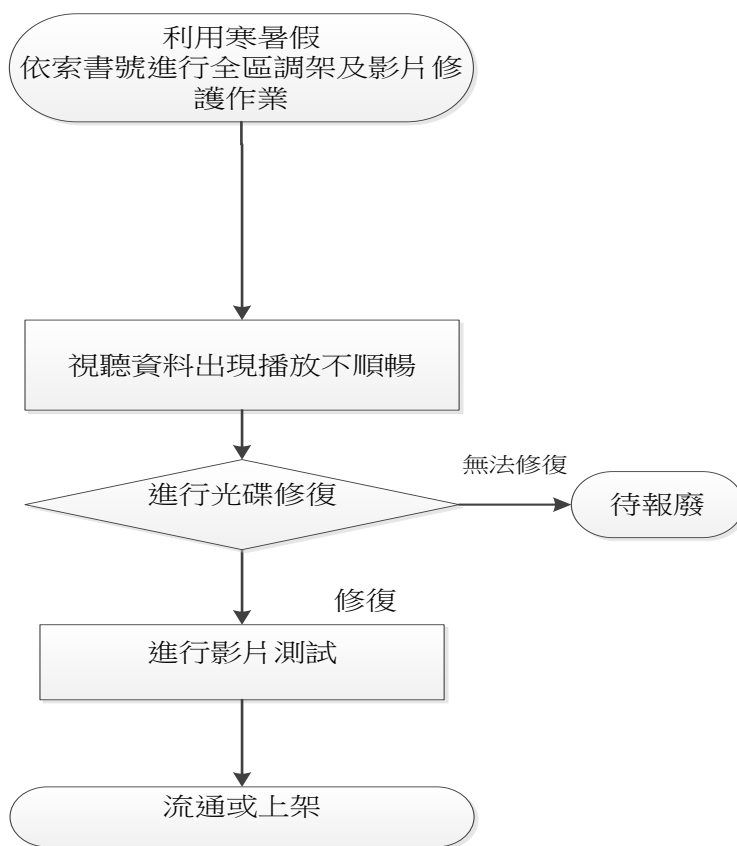 利用寒暑假
依索書號進行全區調架及影片修
護作業
視聽資料出現播放不順暢
無法修復
進行光碟修復
待報廢
修復
進行影片測試
流通或上架